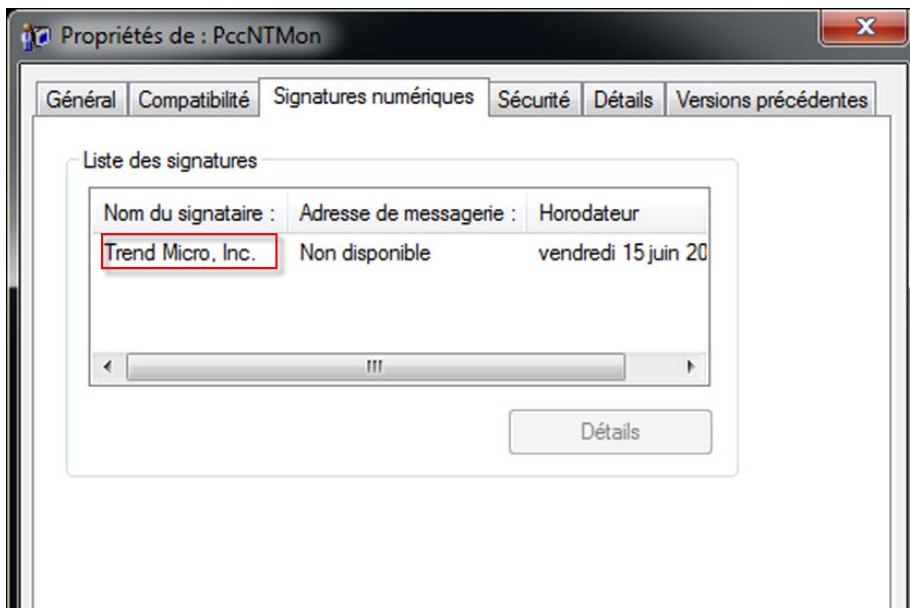 Propriétés de : PccNTMon
Général Compatibilité Signatures numériques Sécurité Détails Versions précédentes
Liste des signatures
Nom du signataire : Adresse de messagerie : Horodateur
Trend Micro, Inc. Non disponible vendredi 15 juin 20
Détails